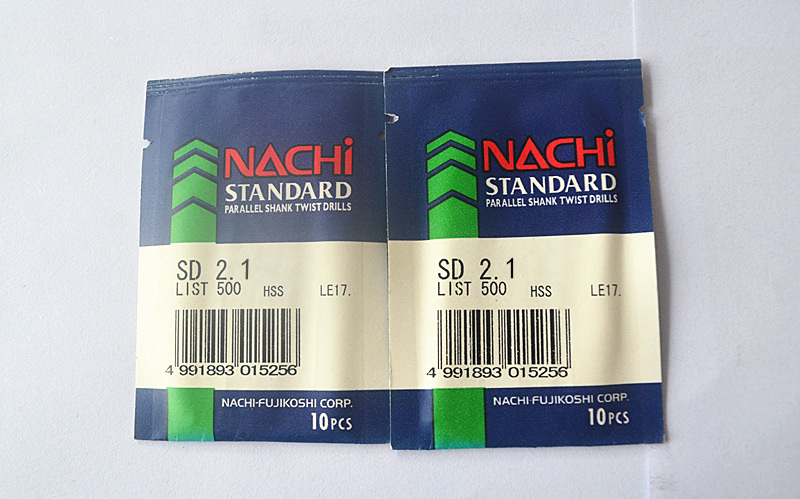 NACHi
STANDARD
PARALLEL SHANK TWIST DRILLS
SD 2.1
LIST 500 HSS LE17.
4 991893 015256
NACHI-FUJIKOSHI CORP.
10PCS
NACHi
STANDARD
PARALLEL SHANK TWIST DRILLS
SD 2.1
LIST 500 HSS LE17.
4 991893 015256
NACHI-FUJIKOSHI CORP.
10PCS